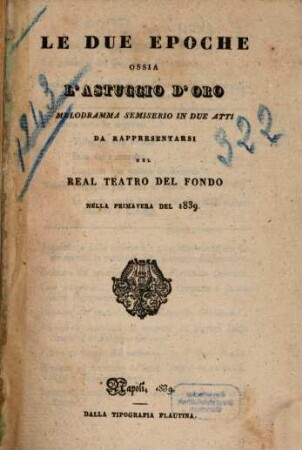 LE DUE EPOCHE
OSSIA
L'ASTUCCIO D'ORO
MELODRAMMA SEMISERIO IN DUE ATTI
DA RAPPRESENTARSI
NEL
REAL TEATRO DEL FONDO
NELLA PRIMAVERA DEL 1839.
1843
322
Napoli, 1839
DALLA TIPOGRAFIA FLAUTINA.